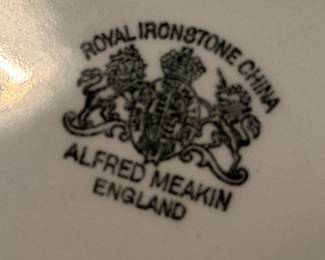 ROYAL IRONSTONE CHINA
ALFRED MEAKIN
ENGLAND